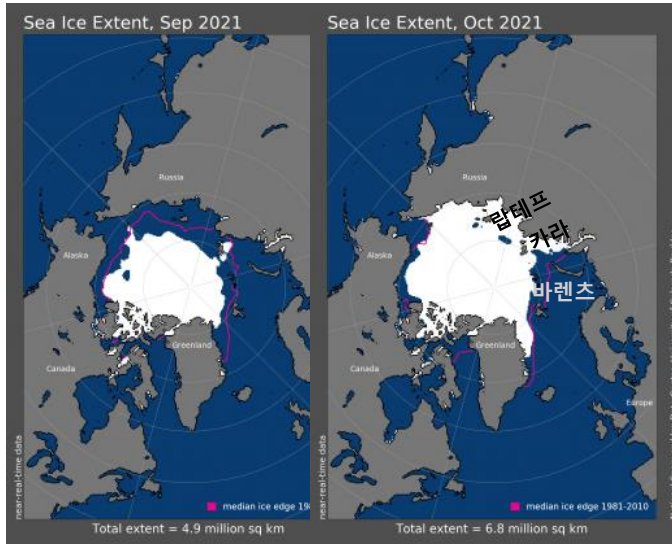 Sea Ice Extent, Sep 2021
Russia
Alaska
Greenland
Canada
near-real-time data
median ice edge 198
Total extent = 4.9 million sq km
Sea Ice Extent, Oct 2021
Russia
랍테프
카라
Alaska
바렌츠
Greenland
Canada
Europe
near-real-time data
median ice edge 1981-2010
Total extent = 6.8 million sq km